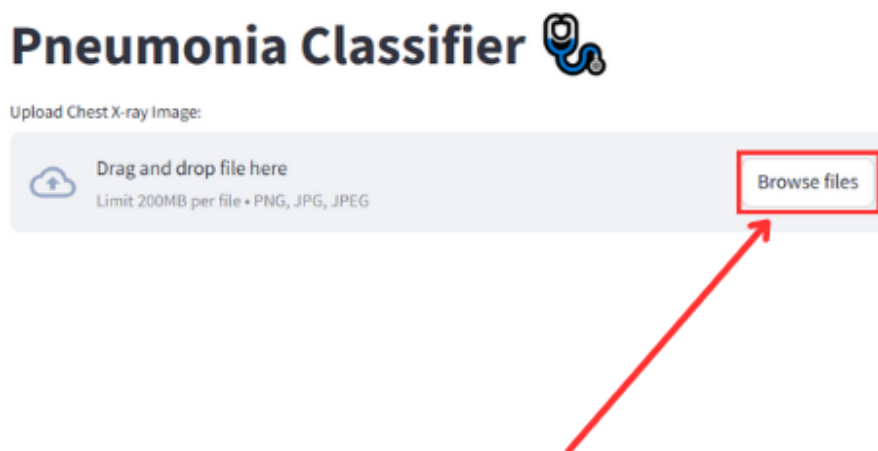 Pneumonia Classifier
Upload Chest X-ray Image:
Drag and drop file here
Limit 200MB per file • PNG, JPG, JPEG
Browse files